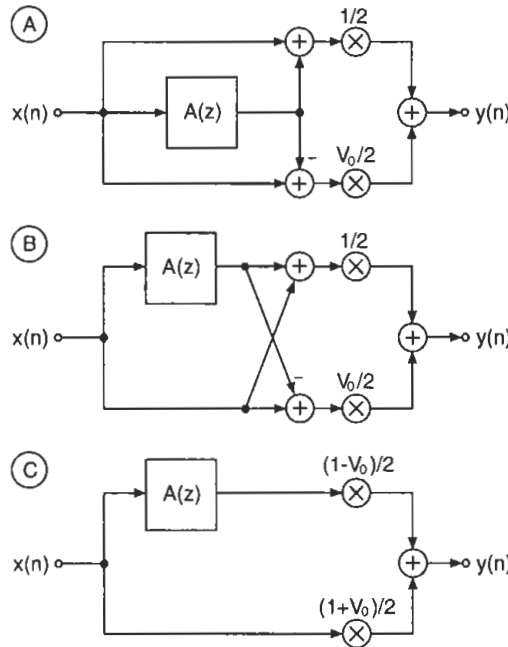 A
1/2
x(n)
A(z)
+
×
+
y(n)
−
V₀/2
+
×
B
1/2
A(z)
+
×
x(n)
+
y(n)
−
V₀/2
+
×
C
(1-V₀)/2
A(z)
×
x(n)
+
y(n)
(1+V₀)/2
×